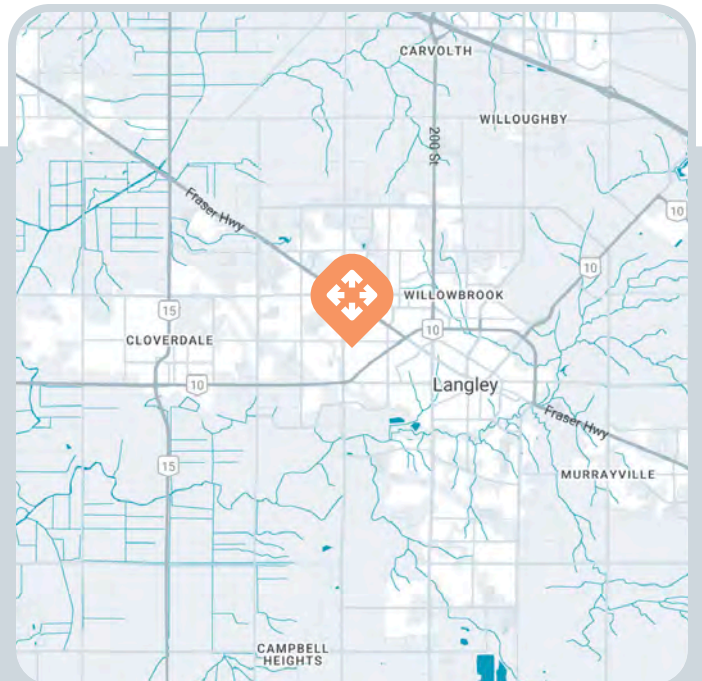 CARVOLTH
WILLOUGHBY
200 St
Fraser Hwy
10
10
WILLOWBROOK
15
10
CLOVERDALE
10
Langley
Fraser Hwy
15
MURRAYVILLE
CAMPBELL
HEIGHTS